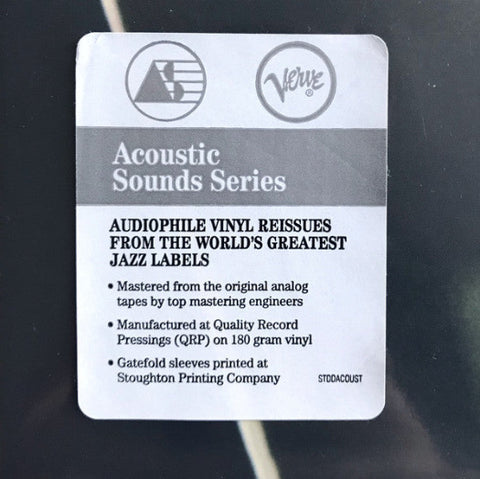 AS
Verve
®
Acoustic
Sounds Series
AUDIOPHILE VINYL REISSUES
FROM THE WORLD'S GREATEST
JAZZ LABELS
• Mastered from the original analog
tapes by top mastering engineers
• Manufactured at Quality Record
Pressings (QRP) on 180 gram vinyl
• Gatefold sleeves printed at
Stoughton Printing Company
STDDACOUST